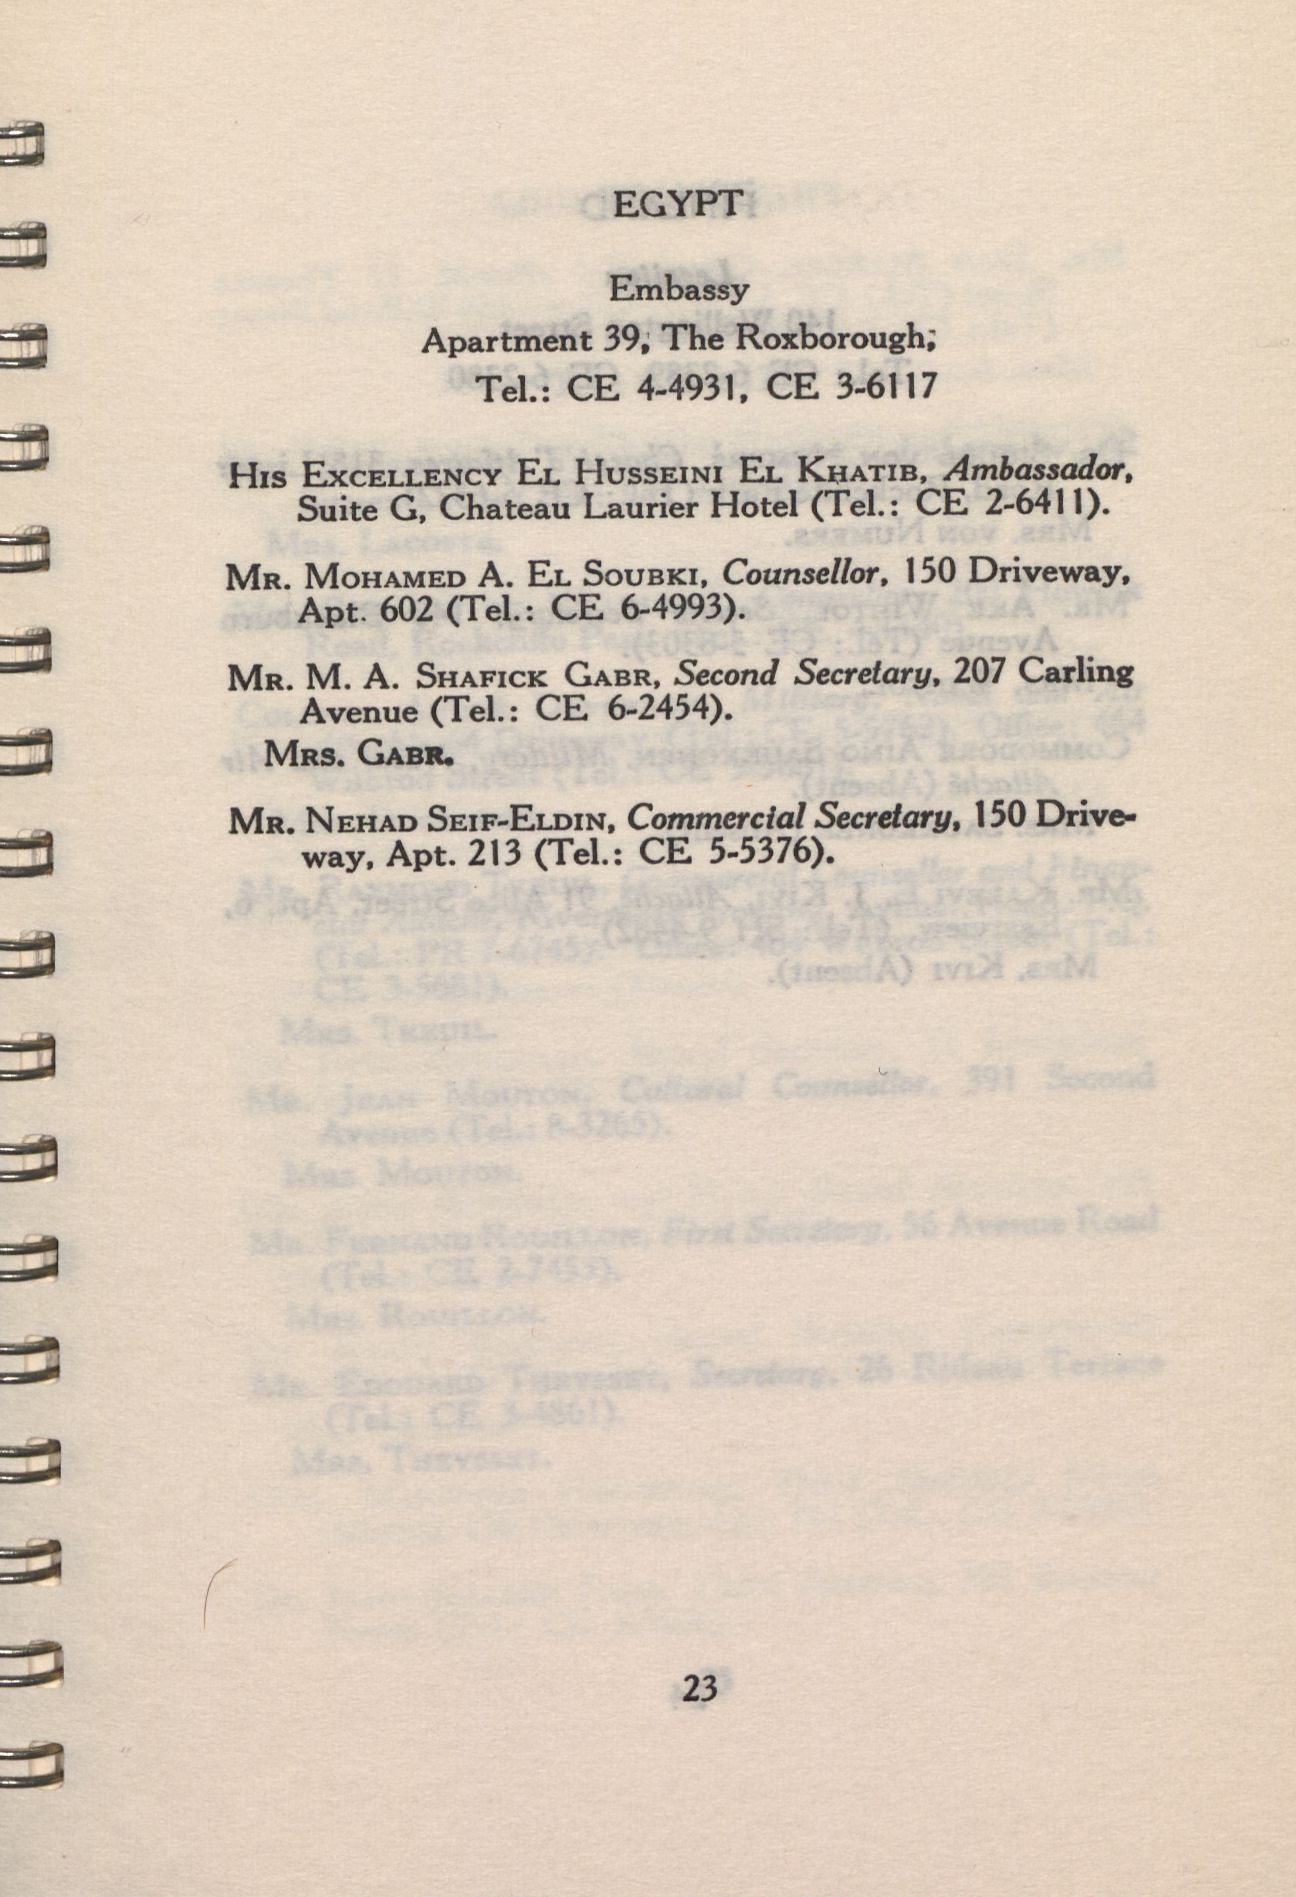 EGYPT
Embassy
Apartment 39, The Roxborough;
Tel.: CE 4-4931, CE 3-6117
HIS EXCELLENCY EL HUSSEINI EL KHATIB, Ambassador,
Suite G, Chateau Laurier Hotel (Tel.: CE 2-6411).
MR. MOHAMED A. EL SOUBKI, Counsellor, 150 Driveway,
Apt. 602 (Tel.: CE 6-4993).
MR. M. A. SHAFICK GABR, Second Secretary, 207 Carling
Avenue (Tel.: CE 6-2454).
MRS. GABR.
MR. NEHAD SEIF-ELDIN, Commercial Secretary, 150 Drive-
way, Apt. 213 (Tel.: CE 5-5376).
23